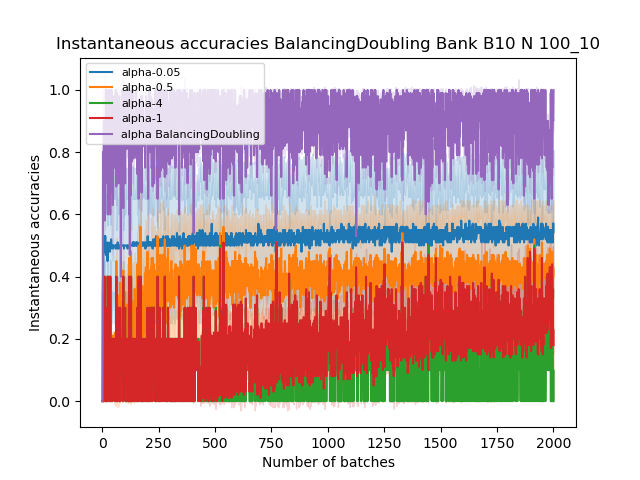 Instantaneous accuracies BalancingDoubling Bank B10 N 100_10
alpha-0.05
alpha-0.5
alpha-4
alpha-1
alpha BalancingDoubling
1.0
0.8
0.6
0.4
0.2
0.0
Instantaneous accuracies
0 250 500 750 1000 1250 1500 1750 2000
Number of batches